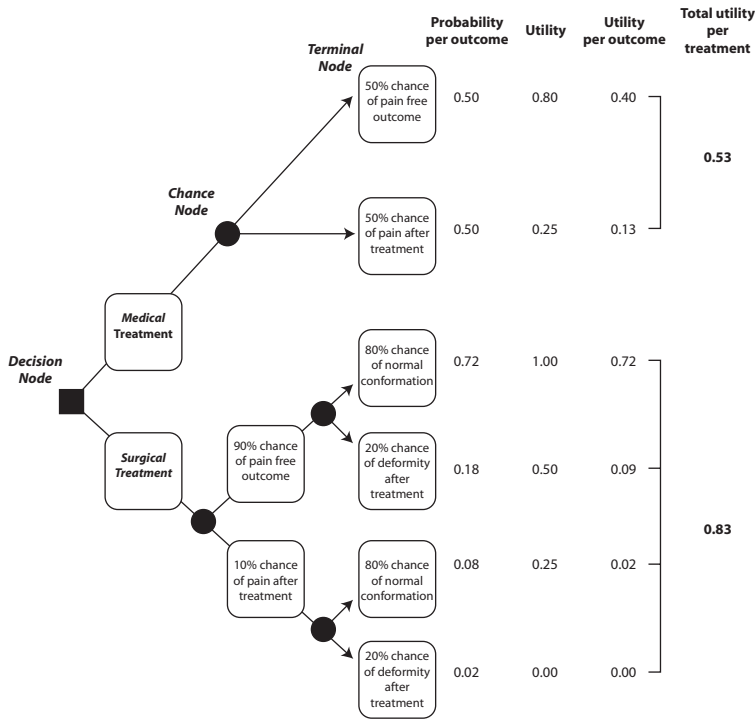 Probability
per outcome
Utility
Utility
per outcome
Total utility
per
treatment
Terminal
Node
50% chance
of pain free
outcome
0.50
0.80
0.40
0.53
Chance
Node
50% chance
of pain after
treatment
0.50
0.25
0.13
Medical
Treatment
Decision
Node
80% chance
of normal
conformation
0.72
1.00
0.72
Surgical
Treatment
90% chance
of pain free
outcome
20% chance
of deformity
after
treatment
0.18
0.50
0.09
0.83
10% chance
of pain after
treatment
80% chance
of normal
conformation
0.08
0.25
0.02
20% chance
of deformity
after
treatment
0.02
0.00
0.00